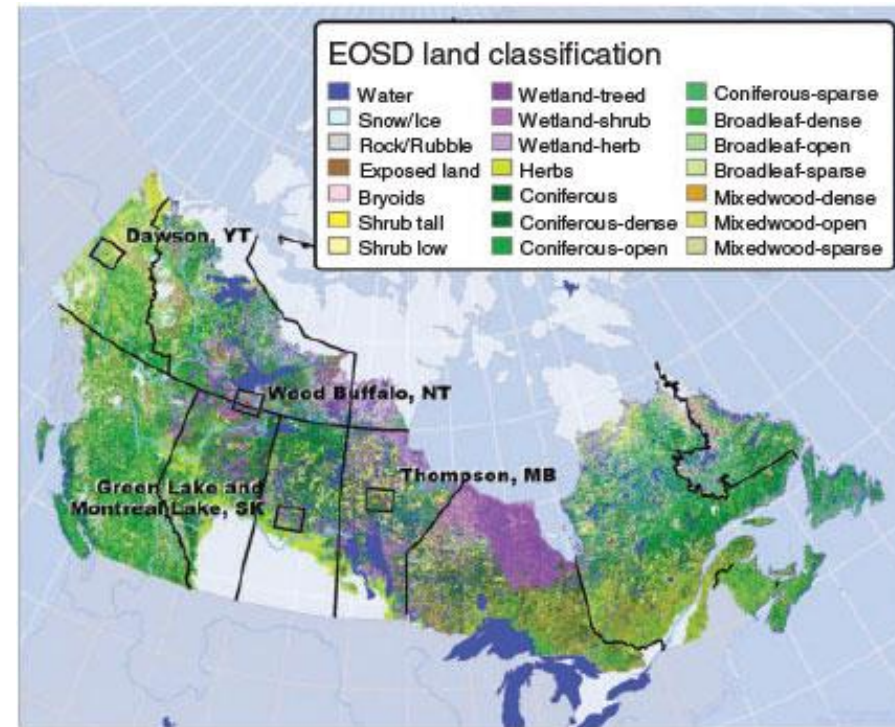 EOSD land classification
Water
Snow/Ice
Rock/Rubble
Exposed land
Bryoids
Shrub tall
Shrub low
Wetland-treed
Wetland-shrub
Wetland-herb
Herbs
Coniferous
Coniferous-dense
Coniferous-open
Coniferous-sparse
Broadleaf-dense
Broadleaf-open
Broadleaf-sparse
Mixedwood-dense
Mixedwood-open
Mixedwood-sparse
Dawson, YT
Wood Buffalo, NT
Thompson, MB
Green Lake and
Montreal Lake, SK